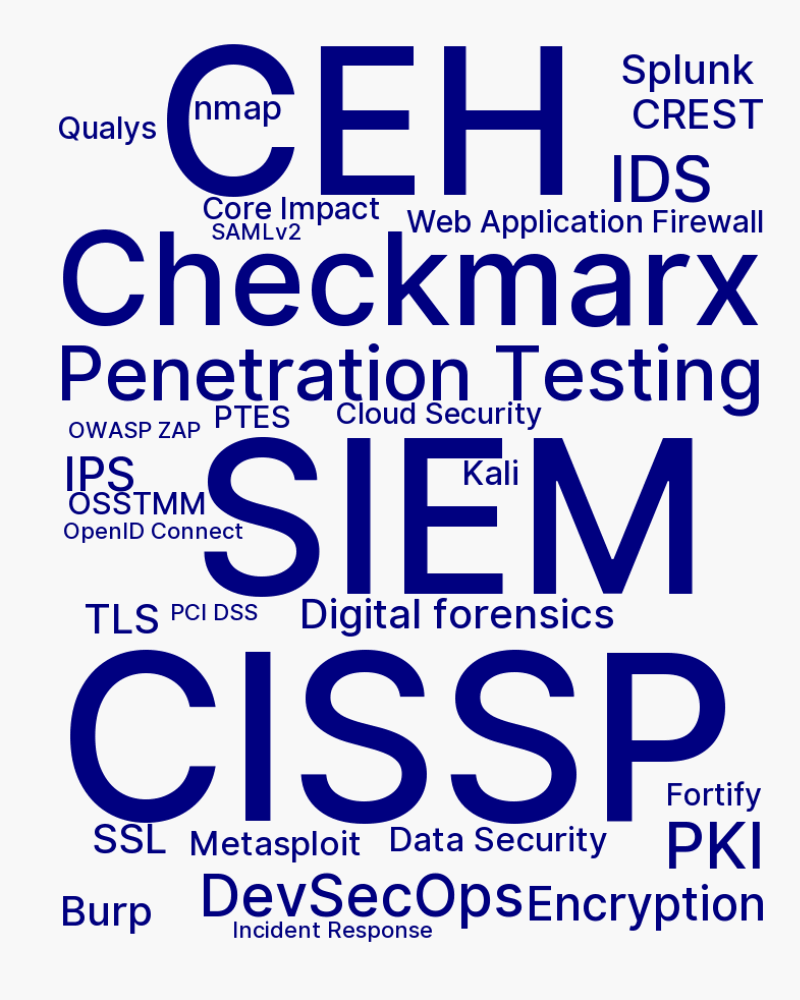 CEH
Splunk
nmap
CREST
Qualys
IDS
Core Impact
Web Application Firewall
SAMLv2
Checkmarx
Penetration Testing
PTES
Cloud Security
OWASP ZAP
IPS
Kali
SIEM
OSSTMM
OpenID Connect
TLS
PCI DSS
Digital forensics
CISSP
Fortify
SSL
Metasploit
Data Security
PKI
DevSecOps
Encryption
Burp
Incident Response